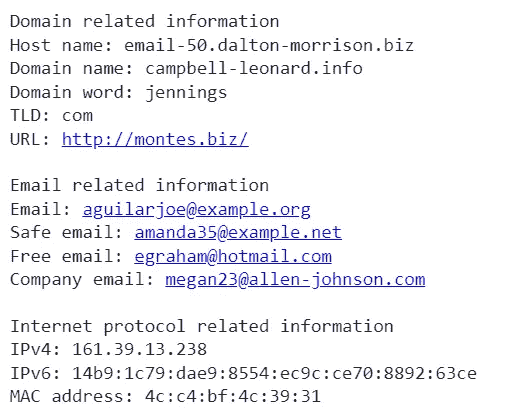 Domain related information
Host name: email-50.dalton-morrison.biz
Domain name: campbell-leonard.info
Domain word: jennings
TLD: com
URL: http://montes.biz/
Email related information
Email: aguilarjoe@example.org
Safe email: amanda35@example.net
Free email: egraham@hotmail.com
Company email: megan23@allen-johnson.com
Internet protocol related information
IPv4: 161.39.13.238
IPv6: 14b9:1c79:dae9:8554:ec9c:ce70:8892:63ce
MAC address: 4c:c4:bf:4c:39:31